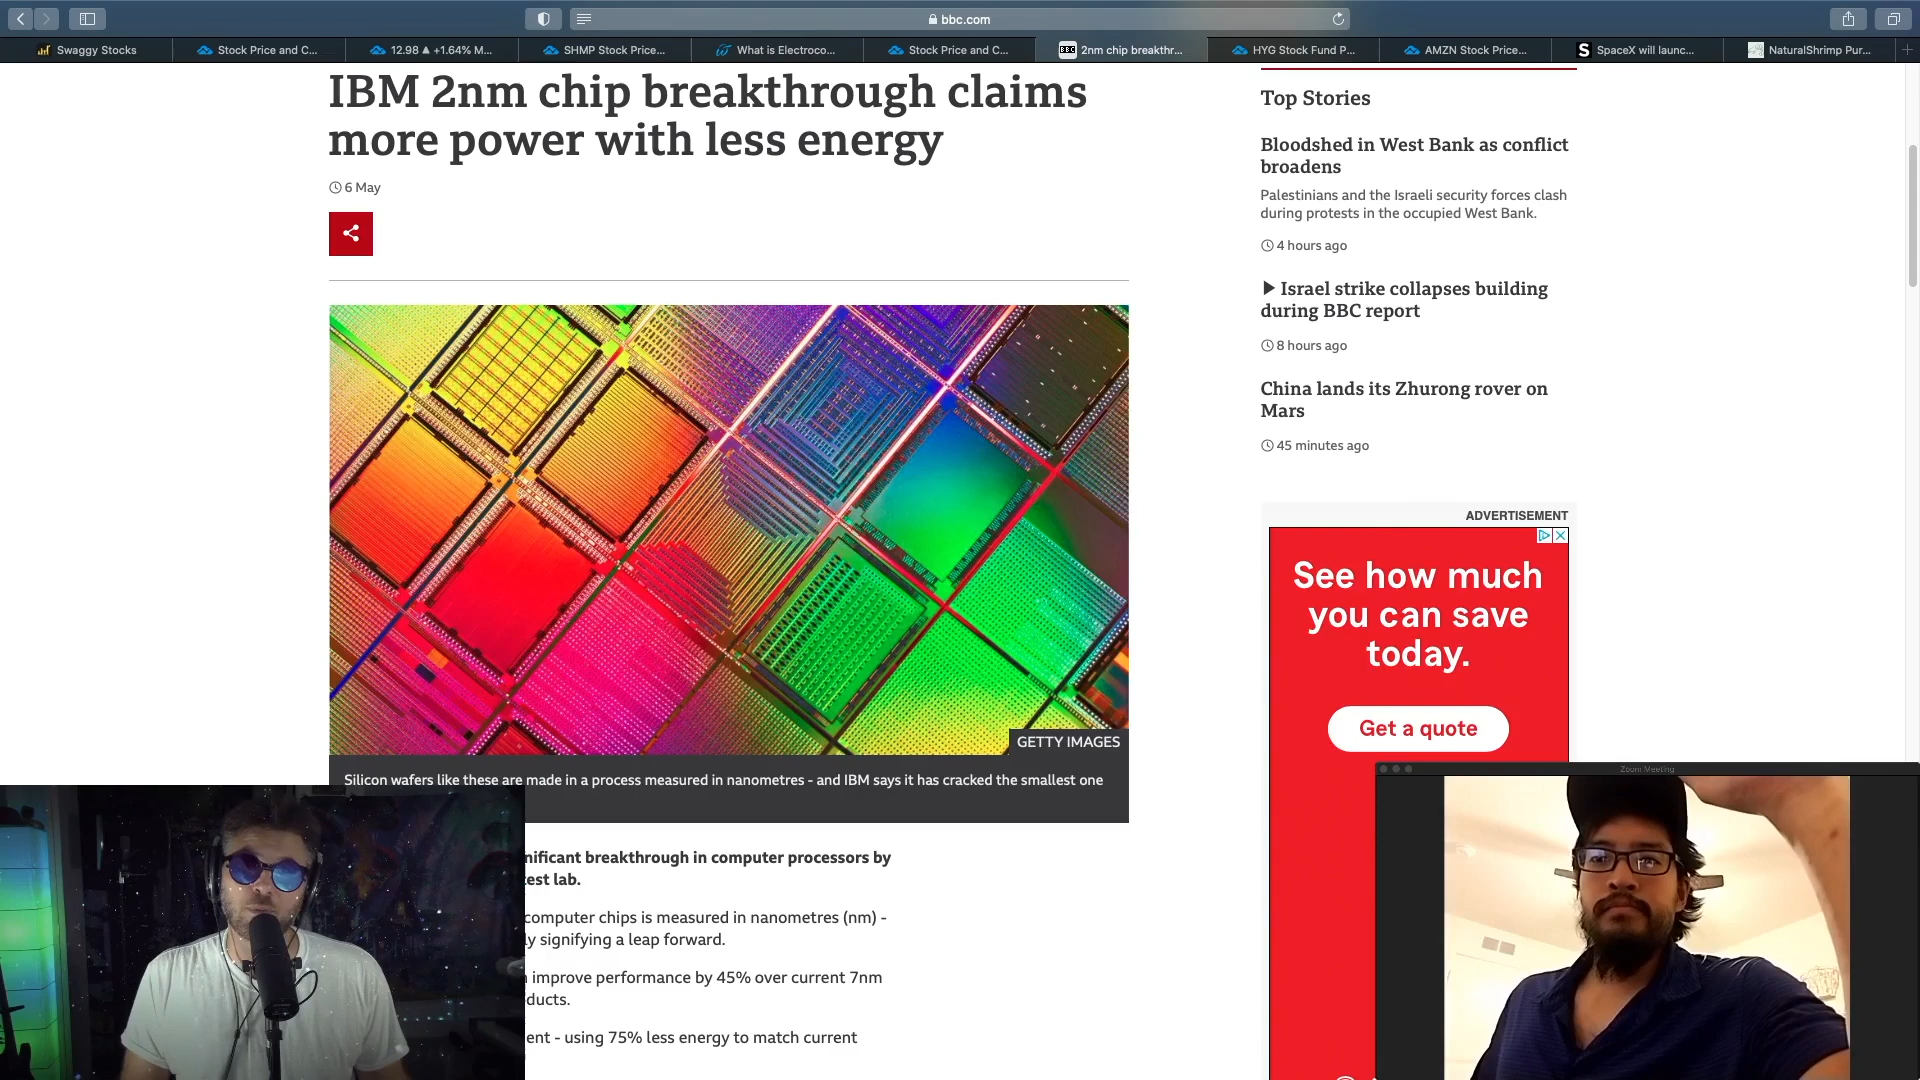 bbc.com
Swaggy Stocks
Stock Price and C...
12.98 ▲ +1.64% M...
SHMP Stock Price...
What is Electroco...
Stock Price and C...
BBC
2nm chip breakthr...
HYG Stock Fund P...
AMZN Stock Price...
S
SpaceX will launc...
NaturalShrimp Pur...
IBM 2nm chip breakthrough claims
more power with less energy
6 May
GETTY IMAGES
Silicon wafers like these are made in a process measured in nanometres - and IBM says it has cracked the smallest one
nificant breakthrough in computer processors by
est lab.
computer chips is measured in nanometres (nm) -
ly signifying a leap forward.
improve performance by 45% over current 7nm
ducts.
ent - using 75% less energy to match current
Top Stories
Bloodshed in West Bank as conflict
broadens
Palestinians and the Israeli security forces clash
during protests in the occupied West Bank.
4 hours ago
Israel strike collapses building
during BBC report
8 hours ago
China lands its Zhurong rover on
Mars
45 minutes ago
ADVERTISEMENT
See how much
you can save
today.
Get a quote
Zoom Meeting